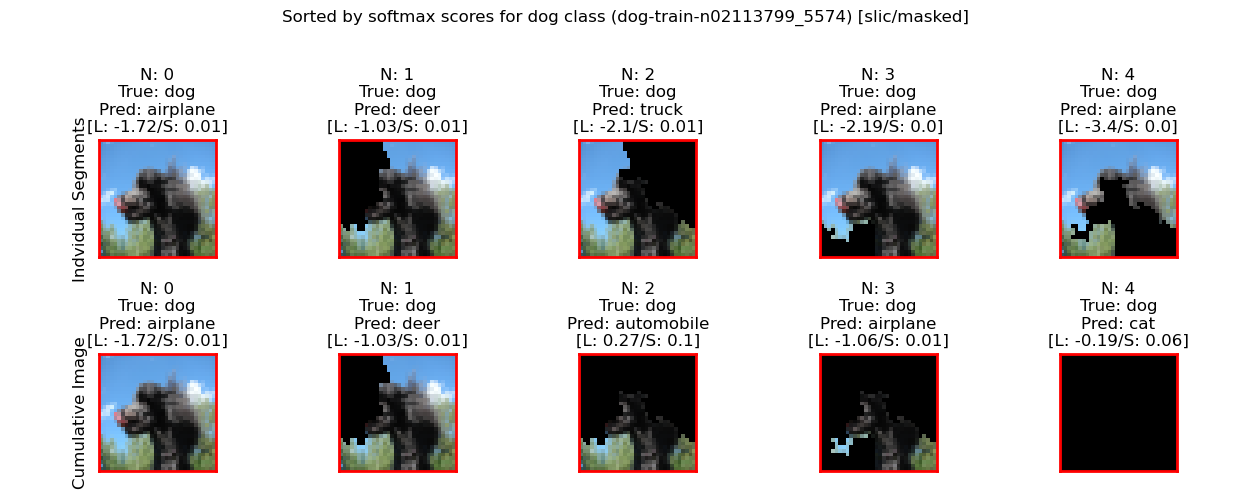 Sorted by softmax scores for dog class (dog-train-n02113799_5574) [slic/masked]
Indvidual Segments
N: 0
True: dog
Pred: airplane
[L: -1.72/S: 0.01]
N: 1
True: dog
Pred: deer
[L: -1.03/S: 0.01]
N: 2
True: dog
Pred: truck
[L: -2.1/S: 0.01]
N: 3
True: dog
Pred: airplane
[L: -2.19/S: 0.0]
N: 4
True: dog
Pred: airplane
[L: -3.4/S: 0.0]
Cumulative Image
N: 0
True: dog
Pred: airplane
[L: -1.72/S: 0.01]
N: 1
True: dog
Pred: deer
[L: -1.03/S: 0.01]
N: 2
True: dog
Pred: automobile
[L: 0.27/S: 0.1]
N: 3
True: dog
Pred: airplane
[L: -1.06/S: 0.01]
N: 4
True: dog
Pred: cat
[L: -0.19/S: 0.06]